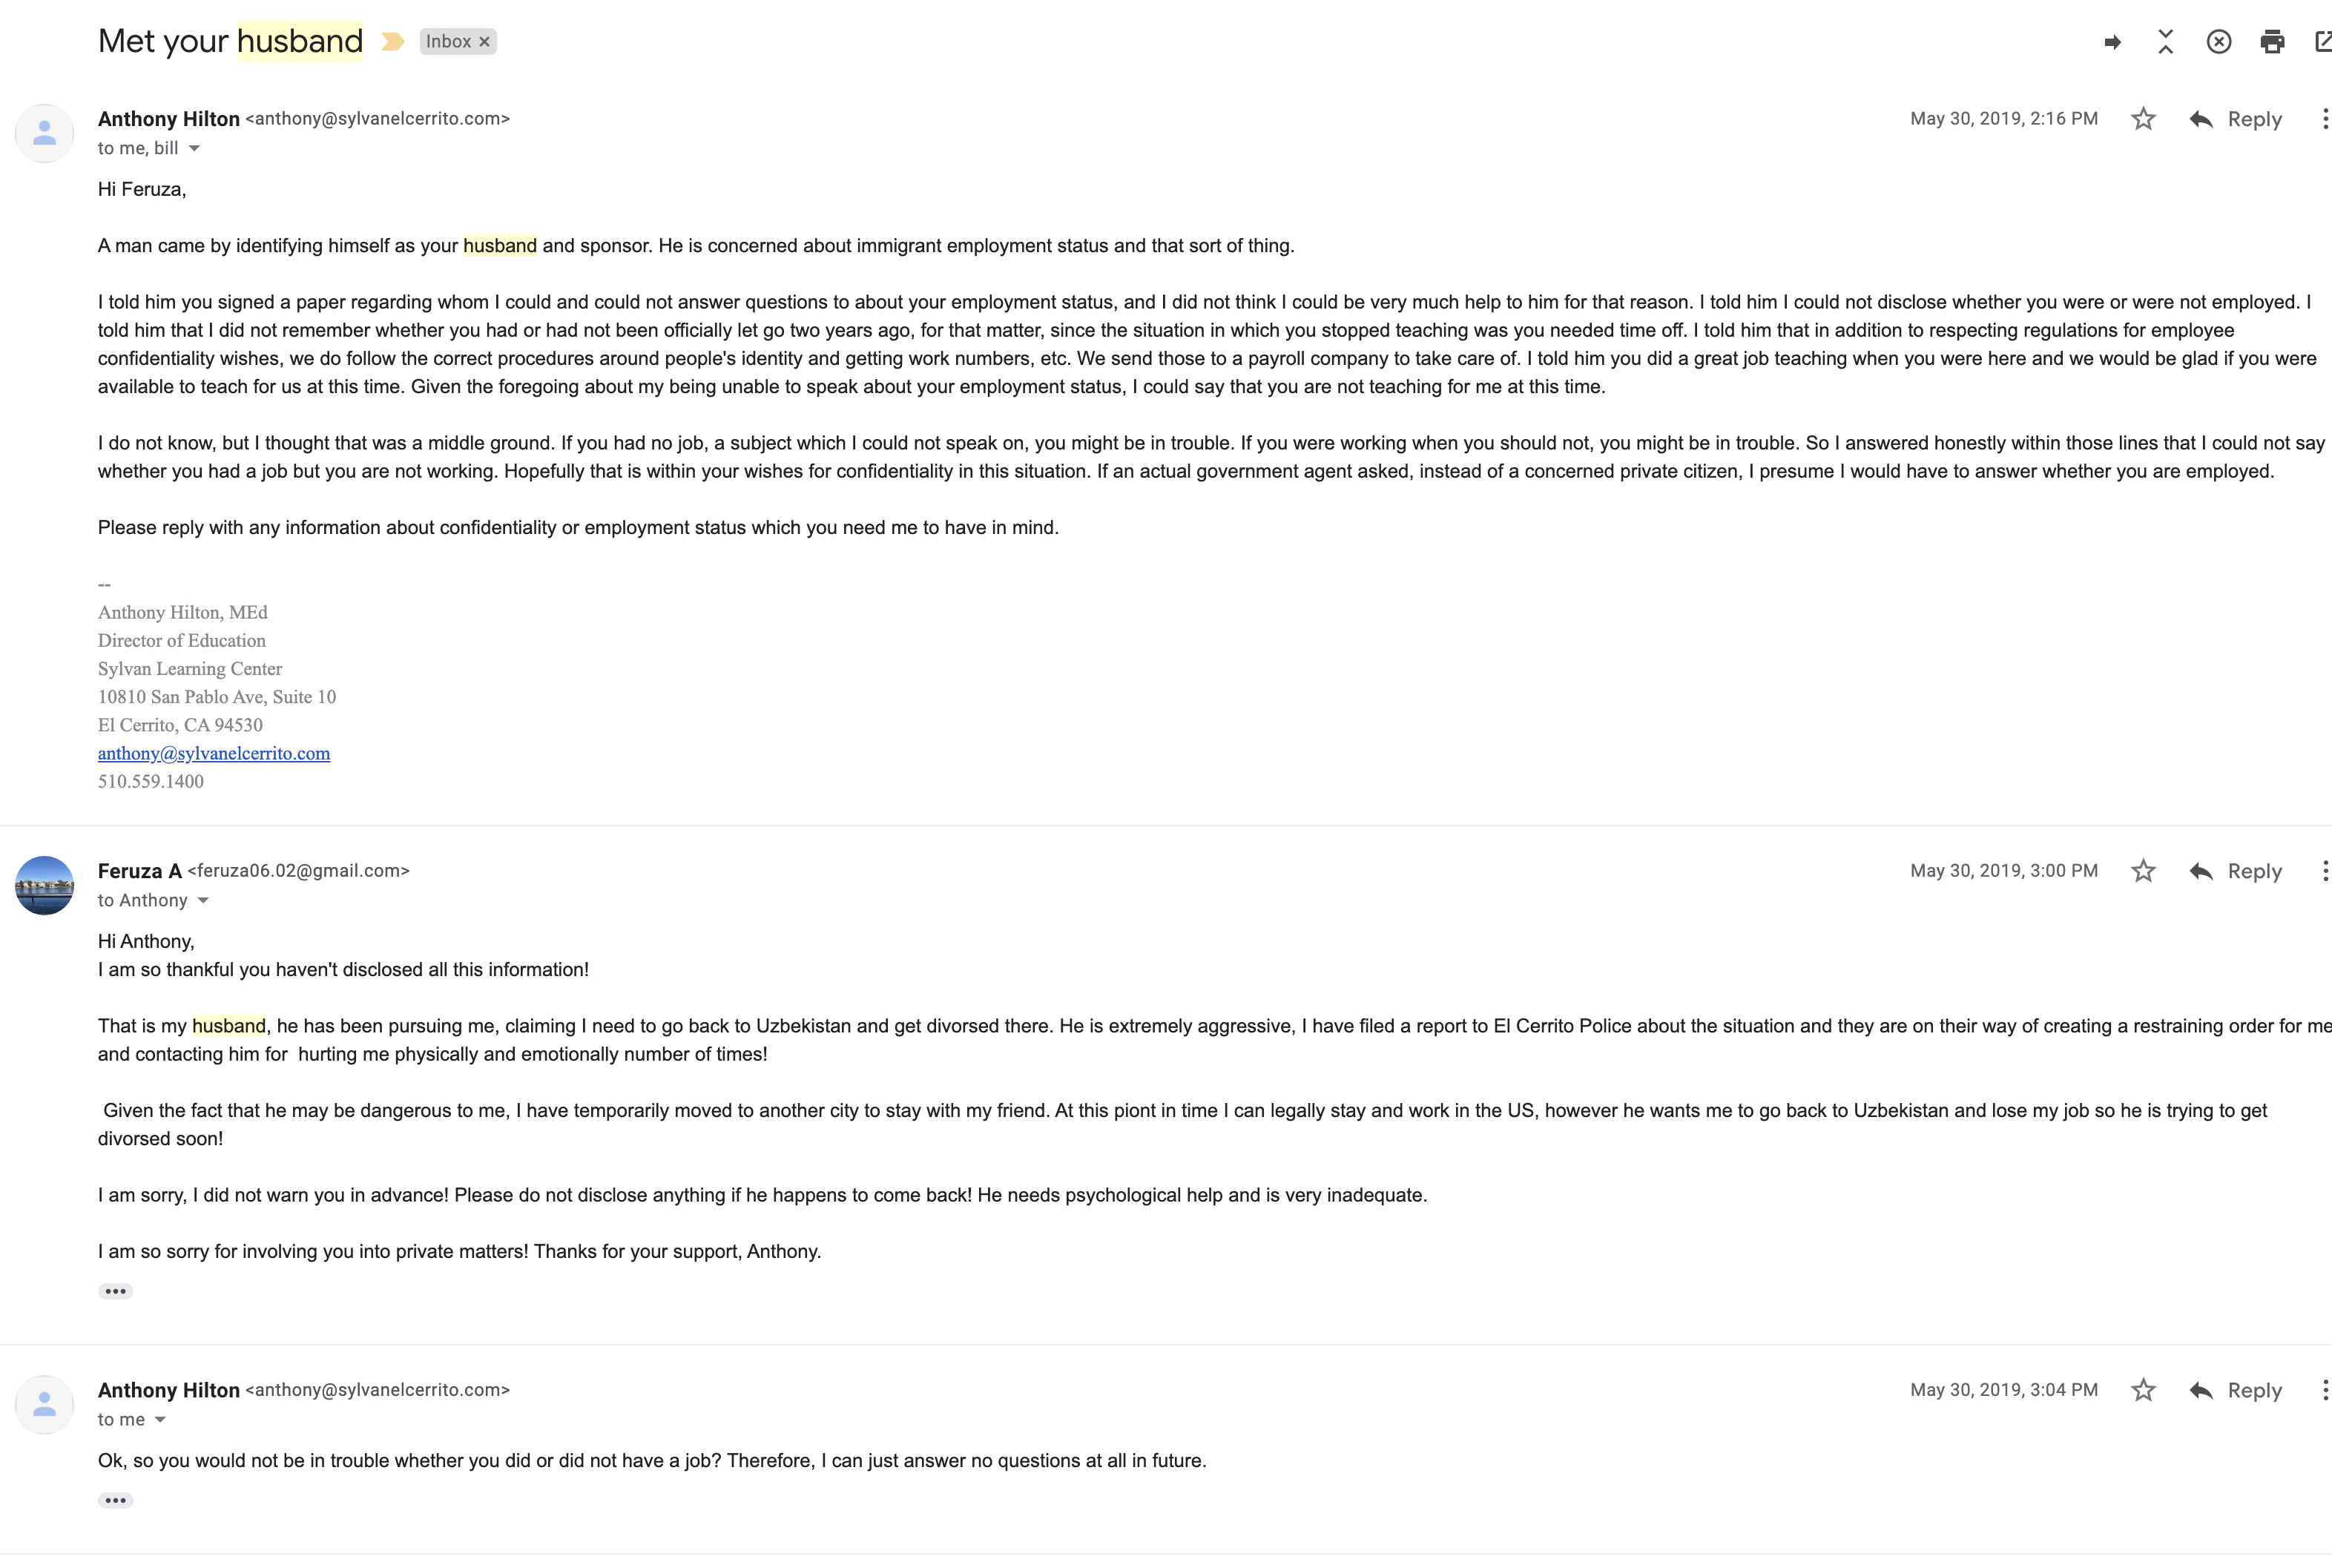 Met your husband Inbox ×
Anthony Hilton <anthony@sylvanelcerrito.com> May 30, 2019, 2:16 PM Reply
to me, bill
Hi Feruza,
A man came by identifying himself as your husband and sponsor. He is concerned about immigrant employment status and that sort of thing.
I told him you signed a paper regarding whom I could and could not answer questions to about your employment status, and I did not think I could be very much help to him for that reason. I told him I could not disclose whether you were or were not employed. I
told him that I did not remember whether you had or had not been officially let go two years ago, for that matter, since the situation in which you stopped teaching was you needed time off. I told him that in addition to respecting regulations for employee
confidentiality wishes, we do follow the correct procedures around people's identity and getting work numbers, etc. We send those to a payroll company to take care of. I told him you did a great job teaching when you were here and we would be glad if you were
available to teach for us at this time. Given the foregoing about my being unable to speak about your employment status, I could say that you are not teaching for me at this time.
I do not know, but I thought that was a middle ground. If you had no job, a subject which I could not speak on, you might be in trouble. If you were working when you should not, you might be in trouble. So I answered honestly within those lines that I could not say
whether you had a job but you are not working. Hopefully that is within your wishes for confidentiality in this situation. If an actual government agent asked, instead of a concerned private citizen, I presume I would have to answer whether you are employed.
Please reply with any information about confidentiality or employment status which you need me to have in mind.
--
Anthony Hilton, MEd
Director of Education
Sylvan Learning Center
10810 San Pablo Ave, Suite 10
El Cerrito, CA 94530
anthony@sylvanelcerrito.com
510.559.1400
Feruza A <feruza06.02@gmail.com> May 30, 2019, 3:00 PM Reply
to Anthony
Hi Anthony,
I am so thankful you haven't disclosed all this information!
That is my husband, he has been pursuing me, claiming I need to go back to Uzbekistan and get divorsed there. He is extremely aggressive, I have filed a report to El Cerrito Police about the situation and they are on their way of creating a restraining order for me
and contacting him for  hurting me physically and emotionally number of times!
Given the fact that he may be dangerous to me, I have temporarily moved to another city to stay with my friend. At this piont in time I can legally stay and work in the US, however he wants me to go back to Uzbekistan and lose my job so he is trying to get
divorsed soon!
I am sorry, I did not warn you in advance! Please do not disclose anything if he happens to come back! He needs psychological help and is very inadequate.
I am so sorry for involving you into private matters! Thanks for your support, Anthony.
•••
Anthony Hilton <anthony@sylvanelcerrito.com> May 30, 2019, 3:04 PM Reply
to me
Ok, so you would not be in trouble whether you did or did not have a job? Therefore, I can just answer no questions at all in future.
•••